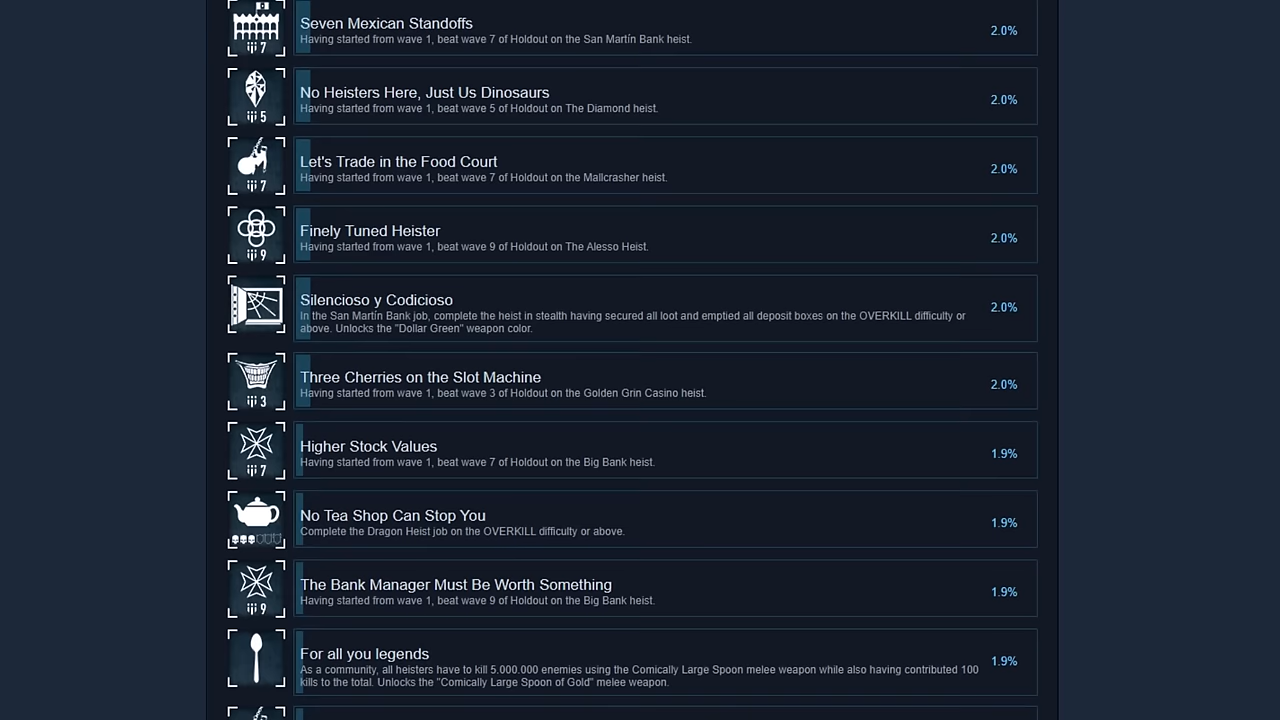 Seven Mexican Standoffs
Having started from wave 1, beat wave 7 of Holdout on the San Martín Bank heist.
2.0%
7
No Heisters Here, Just Us Dinosaurs
Having started from wave 1, beat wave 5 of Holdout on The Diamond heist.
2.0%
5
Let's Trade in the Food Court
Having started from wave 1, beat wave 7 of Holdout on the Mallcrasher heist.
2.0%
7
Finely Tuned Heister
Having started from wave 1, beat wave 9 of Holdout on The Alesso Heist.
2.0%
9
Silencioso y Codicioso
In the San Martín Bank job, complete the heist in stealth having secured all loot and emptied all deposit boxes on the OVERKILL difficulty or
above. Unlocks the "Dollar Green" weapon color.
2.0%
Three Cherries on the Slot Machine
Having started from wave 1, beat wave 3 of Holdout on the Golden Grin Casino heist.
2.0%
3
Higher Stock Values
Having started from wave 1, beat wave 7 of Holdout on the Big Bank heist.
1.9%
7
No Tea Shop Can Stop You
Complete the Dragon Heist job on the OVERKILL difficulty or above.
1.9%
The Bank Manager Must Be Worth Something
Having started from wave 1, beat wave 9 of Holdout on the Big Bank heist.
1.9%
9
For all you legends
As a community, all heisters have to kill 5.000.000 enemies using the Comically Large Spoon melee weapon while also having contributed 100
kills to the total. Unlocks the "Comically Large Spoon of Gold" melee weapon.
1.9%